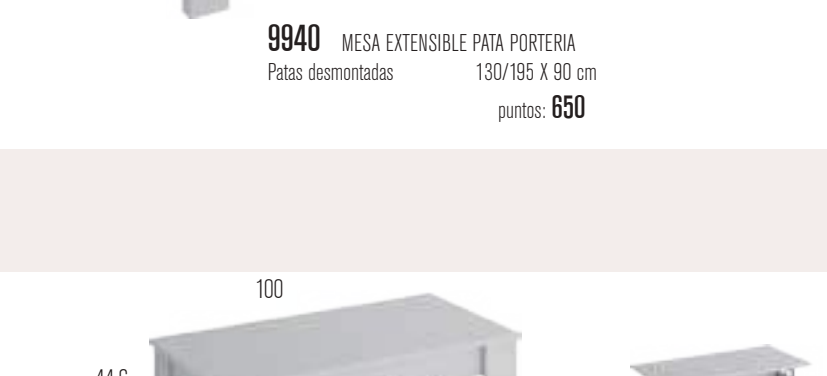 9940 MESA EXTENSIBLE PATA PORTERIA
Patas desmontadas 130/195 X 90 cm
puntos: 650
100